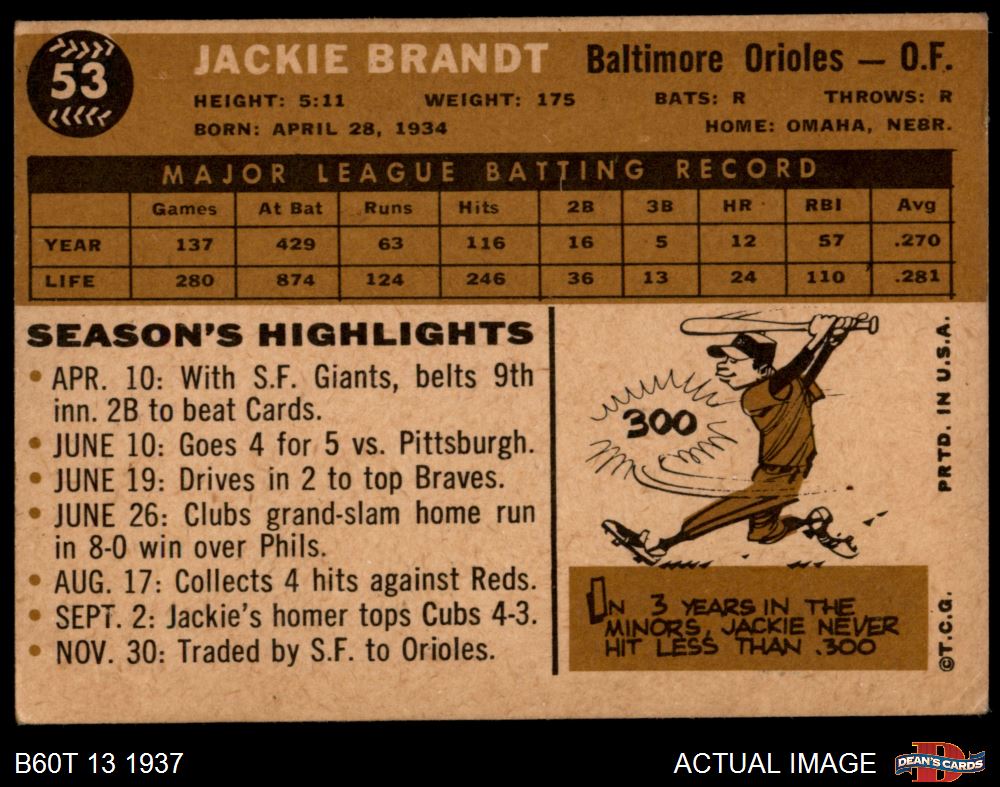 53
JACKIE BRANDT Baltimore Orioles — O.F.
HEIGHT: 5:11 WEIGHT: 175 BATS: R THROWS: R
BORN: APRIL 28, 1934 HOME: OMAHA, NEBR.
MAJOR LEAGUE BATTING RECORD
Games At Bat Runs Hits 2B 3B HR RBI Avg
YEAR 137 429 63 116 16 5 12 57 .270
LIFE 280 874 124 246 36 13 24 110 .281
SEASON'S HIGHLIGHTS
• APR. 10: With S.F. Giants, belts 9th
inn. 2B to beat Cards.
• JUNE 10: Goes 4 for 5 vs. Pittsburgh.
• JUNE 19: Drives in 2 to top Braves.
• JUNE 26: Clubs grand-slam home run
in 8-0 win over Phils.
• AUG. 17: Collects 4 hits against Reds.
• SEPT. 2: Jackie's homer tops Cubs 4-3.
• NOV. 30: Traded by S.F. to Orioles.
300
IN 3 YEARS IN THE
MINORS, JACKIE NEVER
HIT LESS THAN .300
©T.C.G. PRTD. IN U.S.A.
B60T 13 1937 ACTUAL IMAGE
DEAN'S CARDS